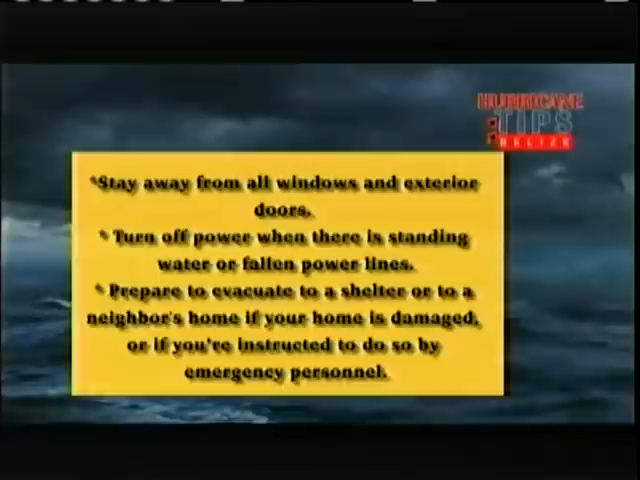 HURRICANE
TIPS
BELIZE
*Stay away from all windows and exterior
doors.
* Turn off power when there is standing
water or fallen power lines.
* Prepare to evacuate to a shelter or to a
neighbor's home if your home is damaged,
or if you're instructed to do so by
emergency personnel.